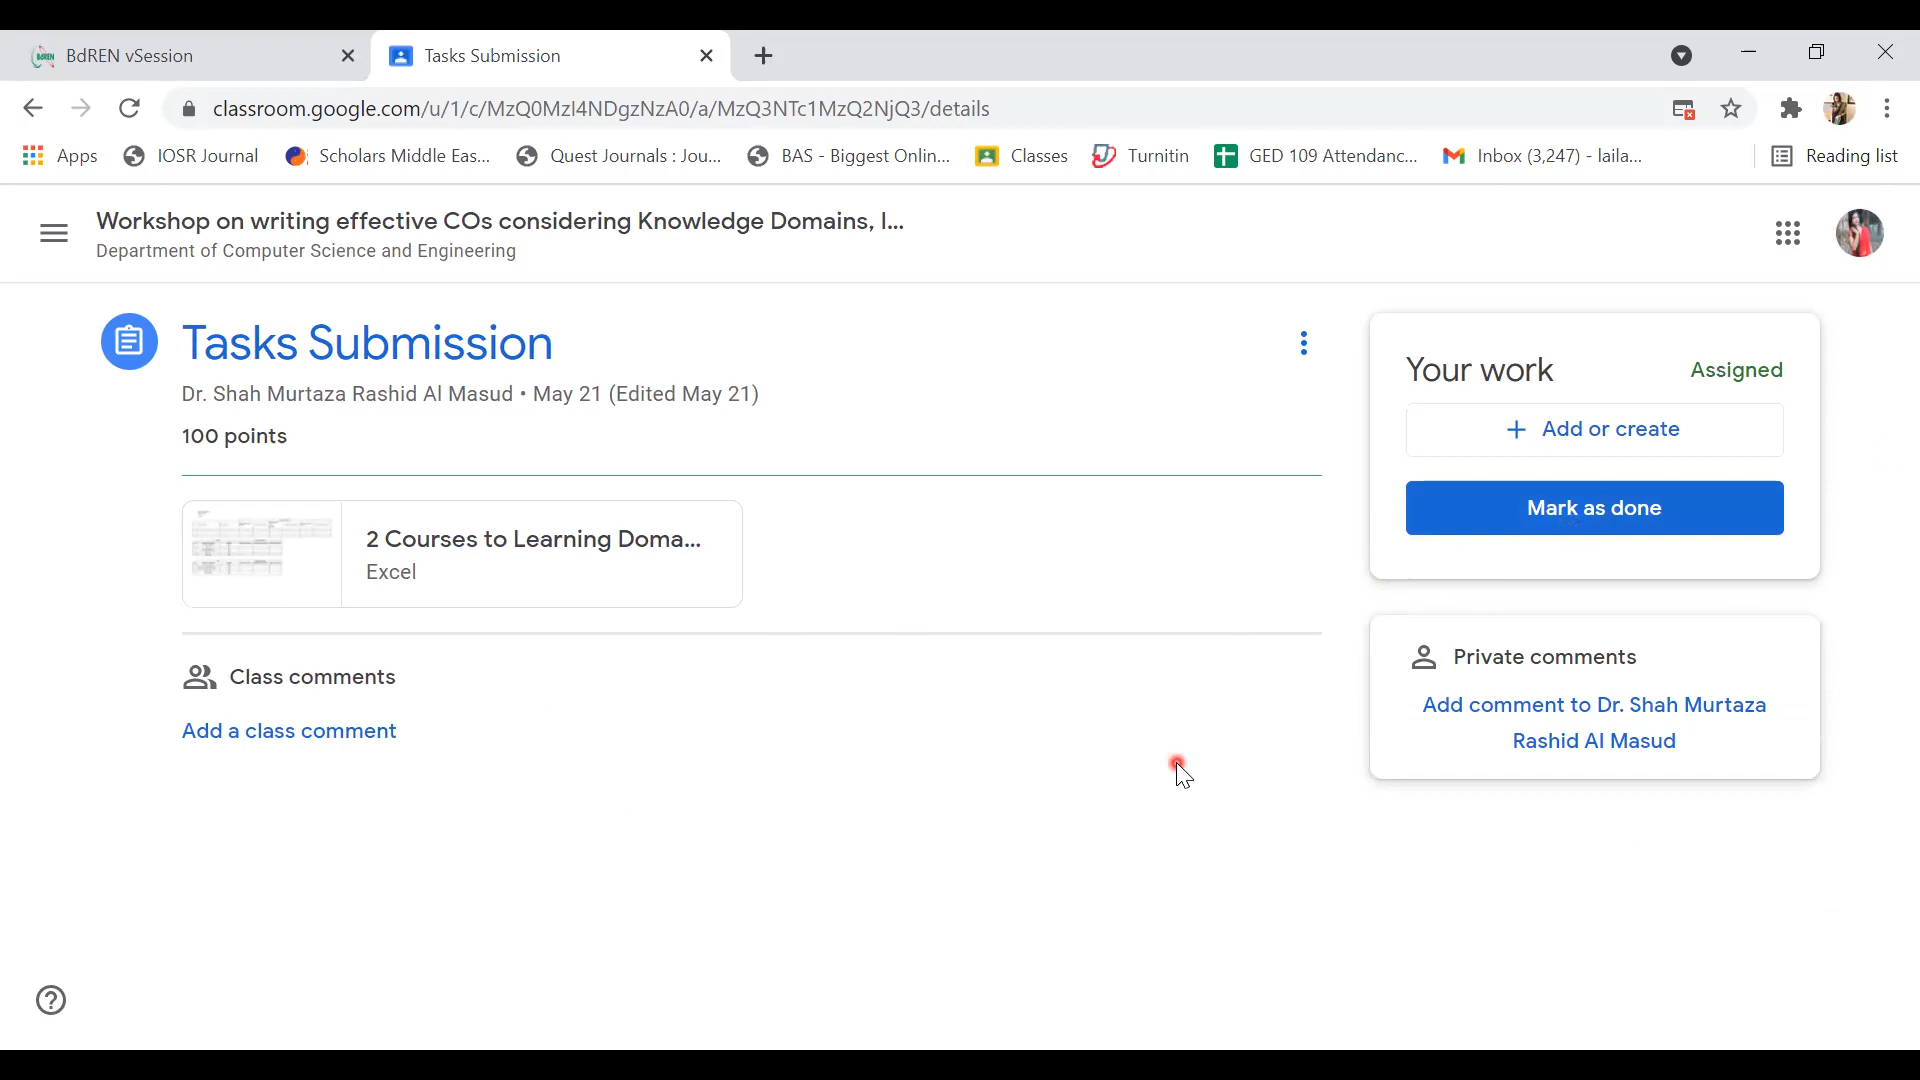 BdREN vSession
Tasks Submission
classroom.google.com/u/1/c/MzQ0MzI4NDgzNzA0/a/MzQ3NTc1MzQ2NjQ3/details
Apps
IOSR Journal
Scholars Middle Eas...
Quest Journals : Jou...
BAS - Biggest Onlin...
Classes
Turnitin
GED 109 Attendanc...
Inbox (3,247) - laila...
Reading list
Workshop on writing effective COs considering Knowledge Domains, l...
Department of Computer Science and Engineering
Tasks Submission
Dr. Shah Murtaza Rashid Al Masud • May 21 (Edited May 21)
100 points
2 Courses to Learning Doma...
Excel
Class comments
Add a class comment
Your work
Assigned
+ Add or create
Mark as done
Private comments
Add comment to Dr. Shah Murtaza
Rashid Al Masud